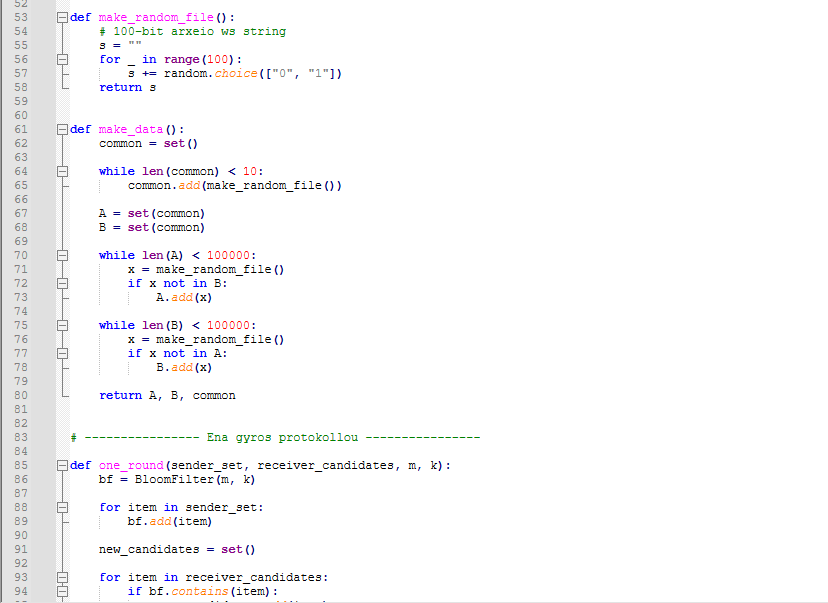 52
53 def make_random_file():
54     # 100-bit arxeio ws string
55     s = ""
56     for _ in range(100):
57         s += random.choice(["0", "1"])
58     return s
59
60
61 def make_data():
62     common = set()
63
64     while len(common) < 10:
65         common.add(make_random_file())
66
67     A = set(common)
68     B = set(common)
69
70     while len(A) < 100000:
71         x = make_random_file()
72         if x not in B:
73             A.add(x)
74
75     while len(B) < 100000:
76         x = make_random_file()
77         if x not in A:
78             B.add(x)
79
80     return A, B, common
81
82
83 # ---------------- Ena gyros protokollou ----------------
84
85 def one_round(sender_set, receiver_candidates, m, k):
86     bf = BloomFilter(m, k)
87
88     for item in sender_set:
89         bf.add(item)
90
91     new_candidates = set()
92
93     for item in receiver_candidates:
94         if bf.contains(item):